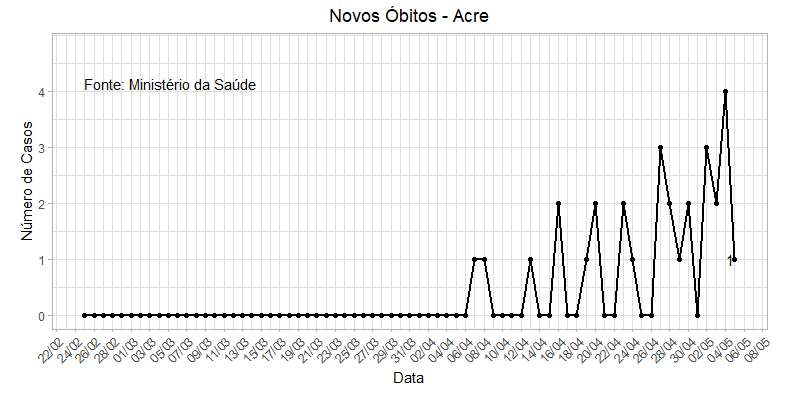 Novos Óbitos - Acre
Fonte: Ministério da Saúde
Número de Casos
4
3
2
1
0
1
22/02 24/02 26/02 28/02 01/03 03/03 05/03 07/03 09/03 11/03 13/03 15/03 17/03 19/03 21/03 23/03 25/03 27/03 29/03 31/03 02/04 04/04 06/04 08/04 10/04 12/04 14/04 16/04 18/04 20/04 22/04 24/04 26/04 28/04 30/04 02/05 04/05 06/05 08/05
Data